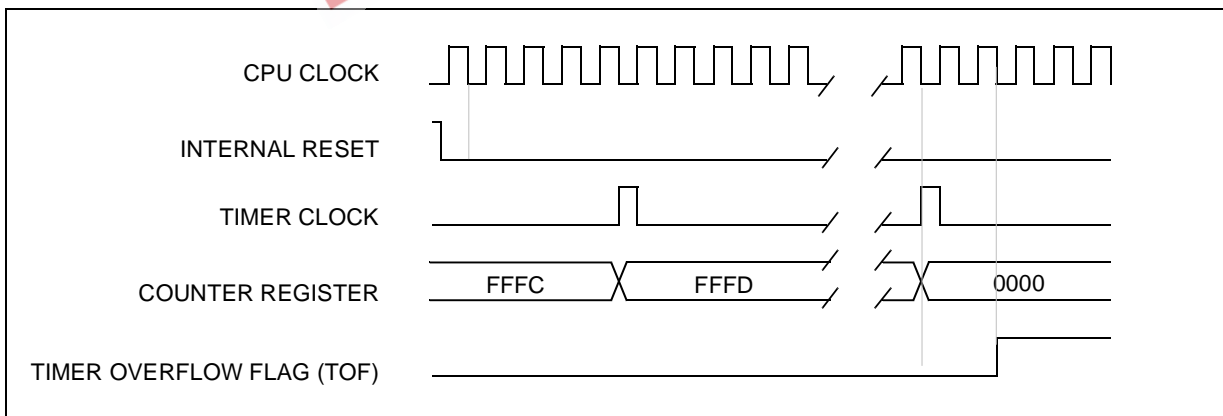 CPU CLOCK
INTERNAL RESET
TIMER CLOCK
COUNTER REGISTER
FFFC
FFFD
0000
TIMER OVERFLOW FLAG (TOF)